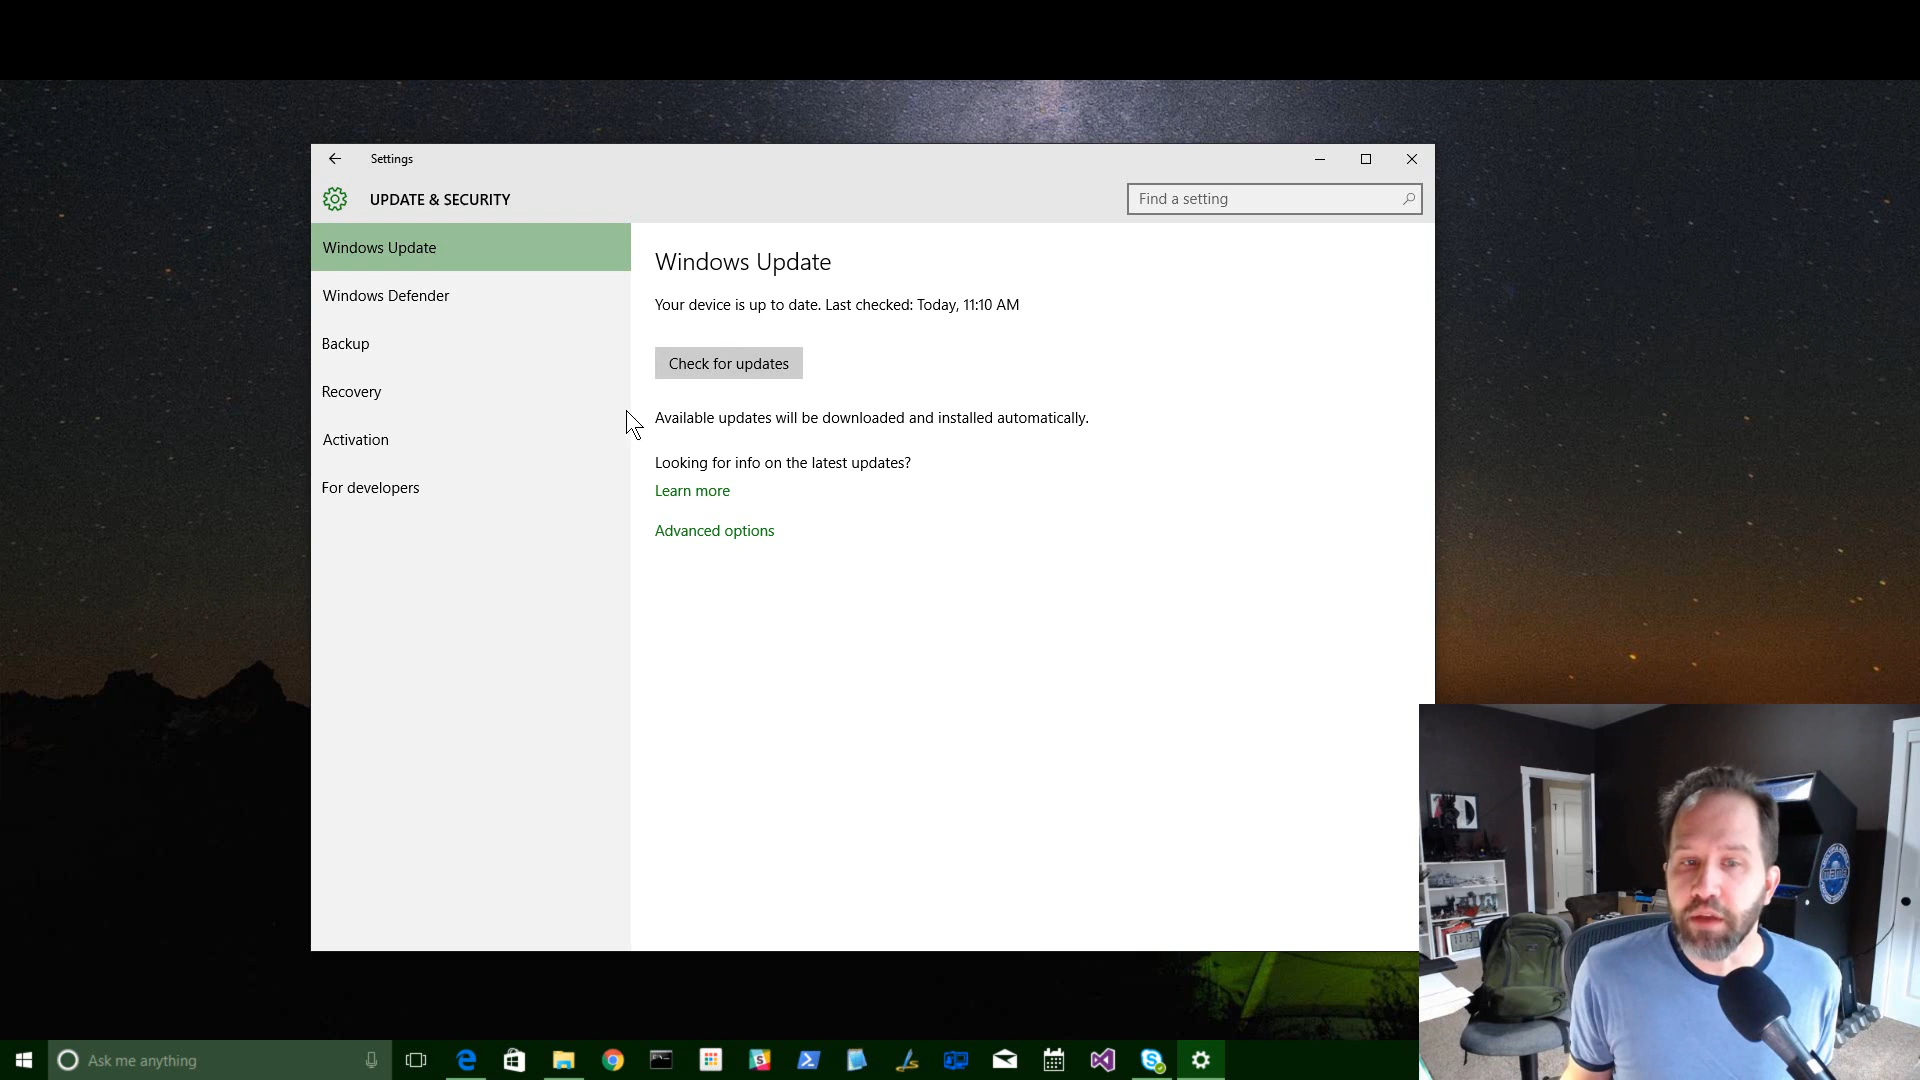 Settings
UPDATE & SECURITY
Find a setting
Windows Update
Windows Defender
Backup
Recovery
Activation
For developers
Windows Update
Your device is up to date. Last checked: Today, 11:10 AM
Check for updates
Available updates will be downloaded and installed automatically.
Looking for info on the latest updates?
Learn more
Advanced options
Ask me anything